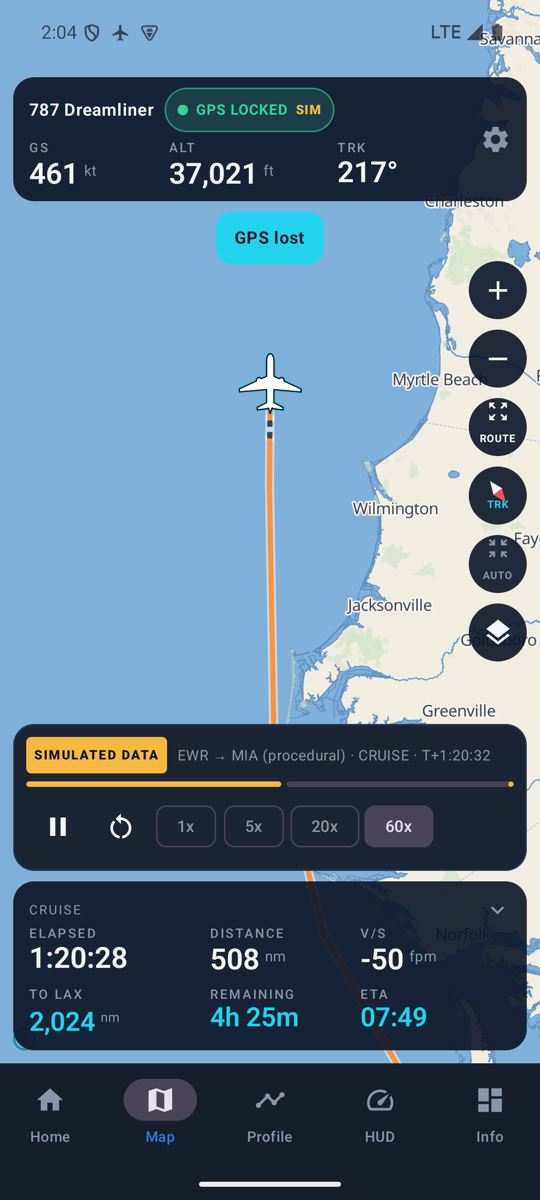 2:04
LTE
Savanna
787 Dreamliner
GPS LOCKED SIM
GS
ALT
TRK
461 kt
37,021 ft
217°
Charleston
GPS lost
Myrtle Beach
ROUTE
TRK
Wilmington
Fay
AUTO
Jacksonville
Greenville
SIMULATED DATA
EWR → MIA (procedural) · CRUISE · T+1:20:32
1x
5x
20x
60x
CRUISE
ELAPSED
DISTANCE
V/S
Norfolk
1:20:28
508 nm
-50 fpm
TO LAX
REMAINING
ETA
2,024 nm
4h 25m
07:49
Home
Map
Profile
HUD
Info